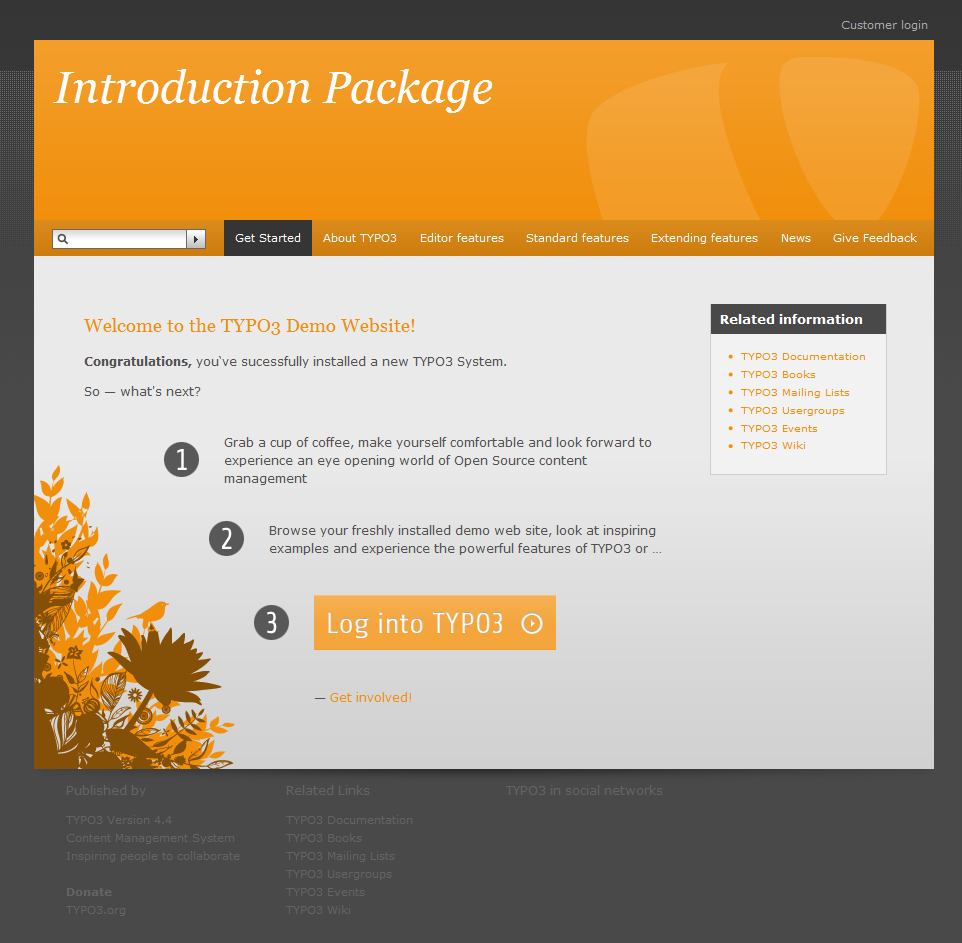 Customer login
Introduction Package
Get Started About TYPO3 Editor features Standard features Extending features News Give Feedback
Welcome to the TYPO3 Demo Website!
Congratulations, you've sucessfully installed a new TYPO3 System.
So — what's next?
1
Grab a cup of coffee, make yourself comfortable and look forward to
experience an eye opening world of Open Source content
management
2
Browse your freshly installed demo web site, look at inspiring
examples and experience the powerful features of TYPO3 or ...
3
Log into TYPO3
— Get involved!
Related information
TYPO3 Documentation
TYPO3 Books
TYPO3 Mailing Lists
TYPO3 Usergroups
TYPO3 Events
TYPO3 Wiki
Published by
TYPO3 Version 4.4
Content Management System
Inspiring people to collaborate
Donate
TYPO3.org
Related Links
TYPO3 Documentation
TYPO3 Books
TYPO3 Mailing Lists
TYPO3 Usergroups
TYPO3 Events
TYPO3 Wiki
TYPO3 in social networks